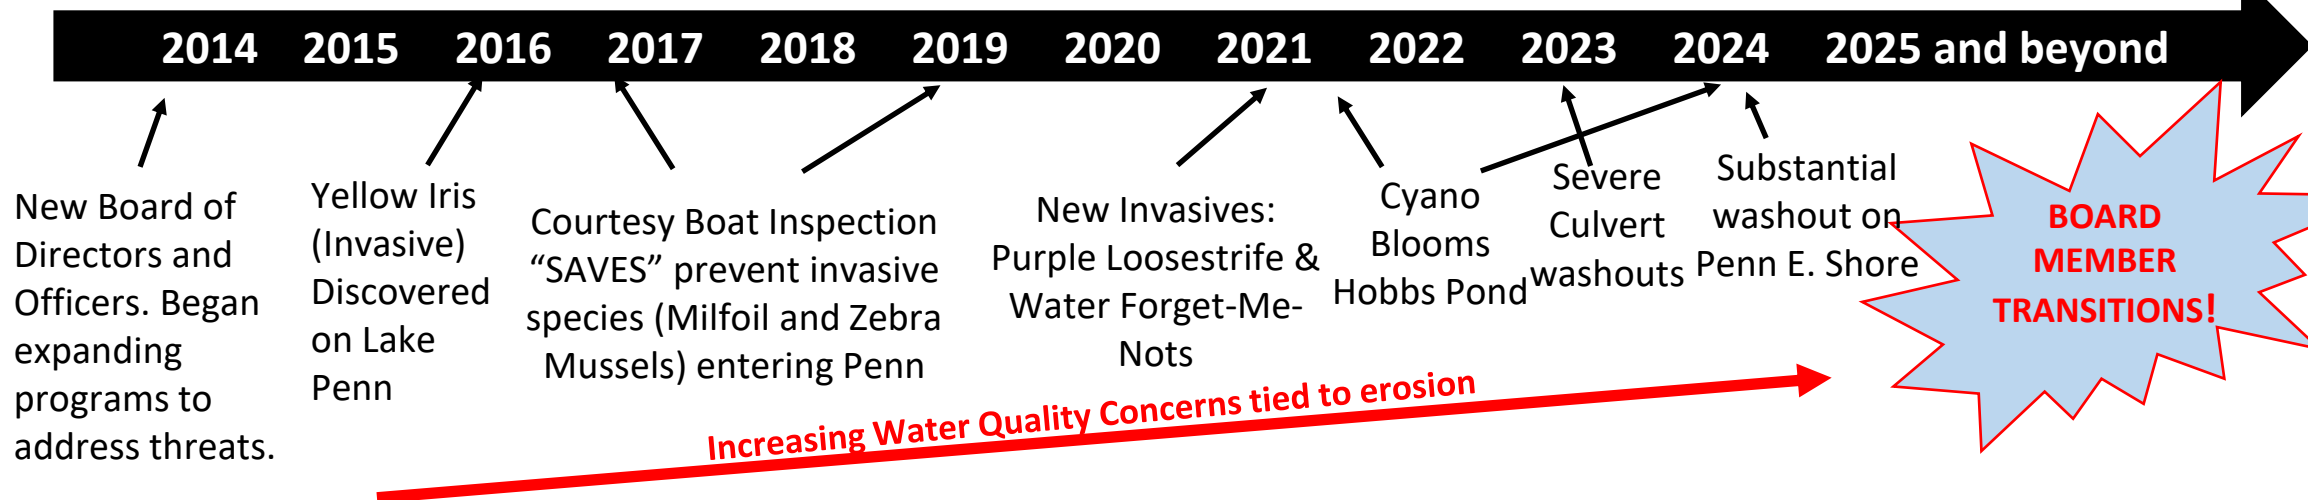 2014 2015 2016 2017 2018 2019 2020 2021 2022 2023 2024 2025 and beyond
New Board of
Directors and
Officers. Began
expanding
programs to
address threats.
Yellow Iris
(Invasive)
Discovered
on Lake
Penn
Courtesy Boat Inspection
“SAVES” prevent invasive
species (Milfoil and Zebra
Mussels) entering Penn
New Invasives:
Purple Loosestrife &
Water Forget-Me-
Nots
Cyano
Blooms
Hobbs Pond
Severe
Culvert
washouts
Substantial
washout on
Penn E. Shore
BOARD
MEMBER
TRANSITIONS!
Increasing Water Quality Concerns tied to erosion